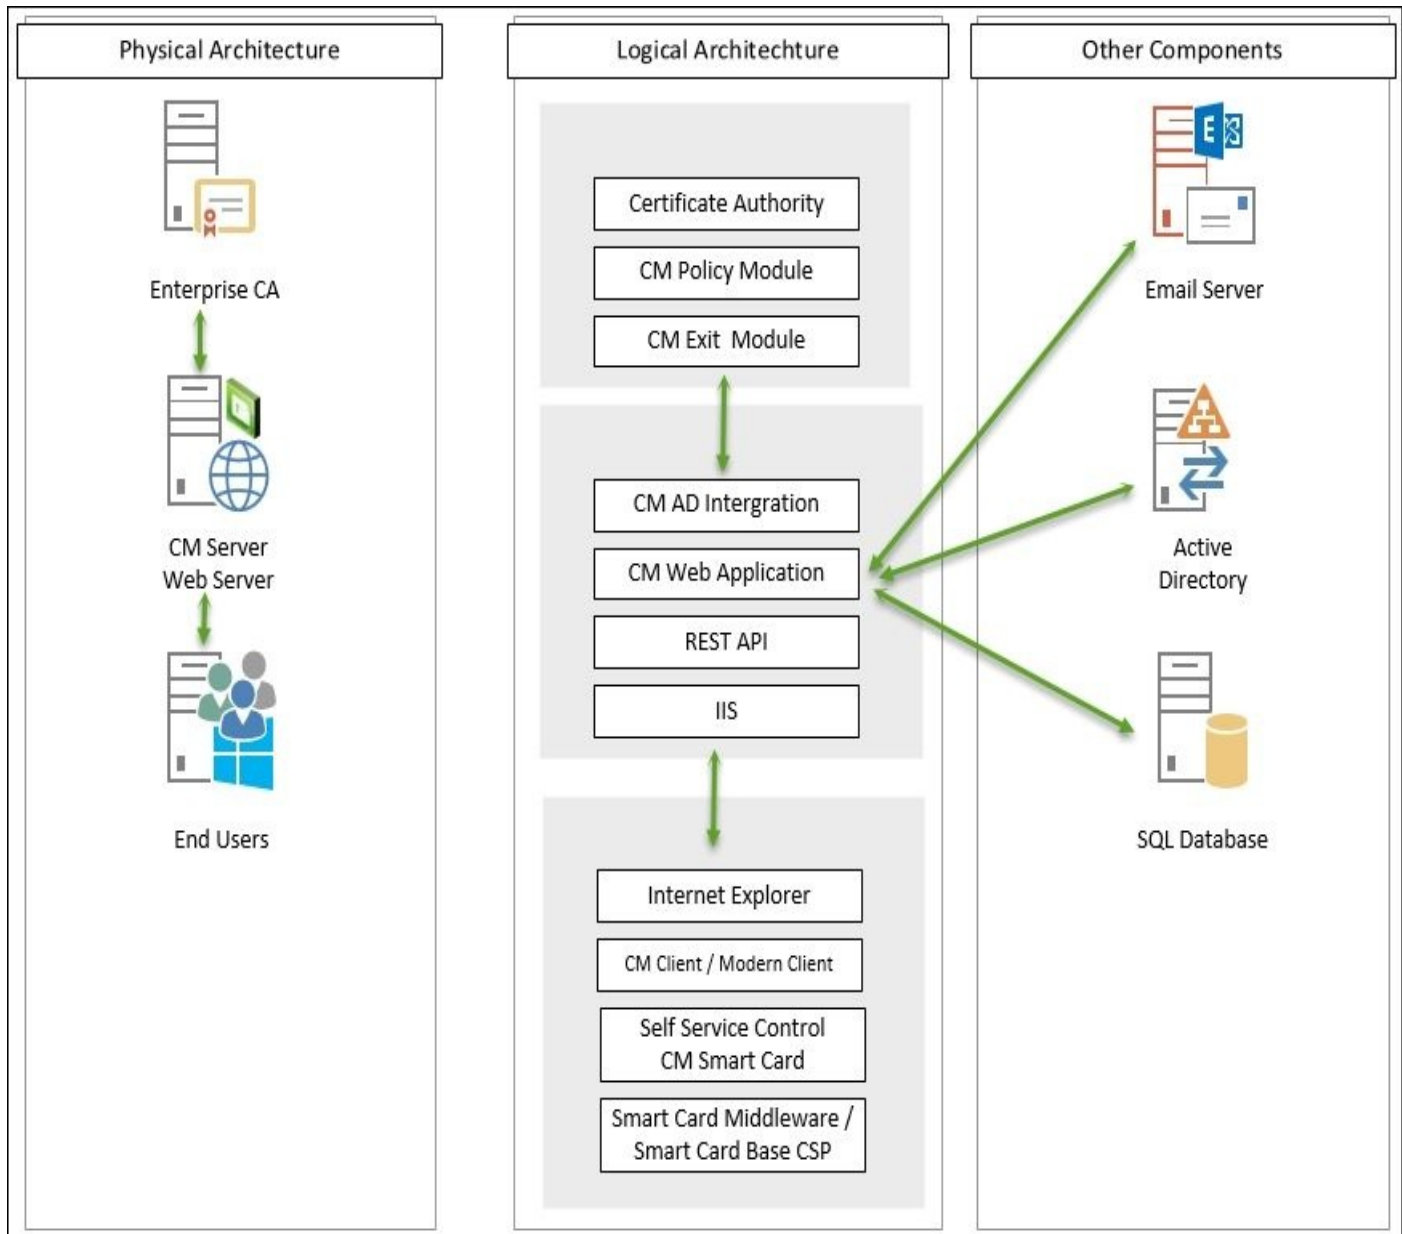 Physical Architecture
Enterprise CA
CM Server
Web Server
End Users
Logical Architechture
Certificate Authority
CM Policy Module
CM Exit Module
CM AD Intergration
CM Web Application
REST API
IIS
Internet Explorer
CM Client / Modern Client
Self Service Control
CM Smart Card
Smart Card Middleware /
Smart Card Base CSP
Other Components
E
Email Server
Active
Directory
SQL Database